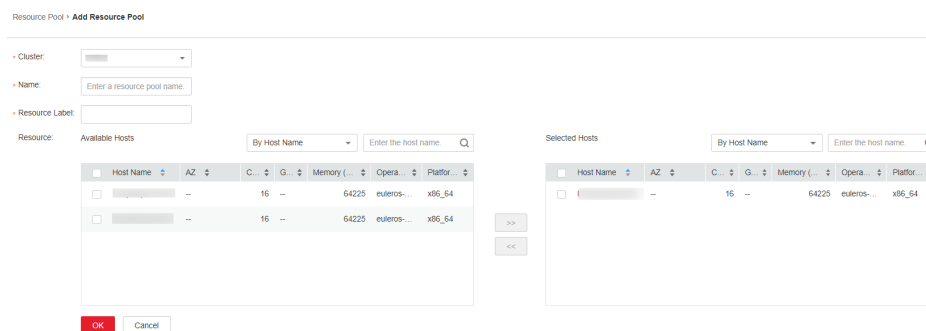 Resource Pool › Add Resource Pool
* Cluster:
* Name: Enter a resource pool name.
* Resource Label:
Resource: Available Hosts By Host Name Enter the host name. Selected Hosts By Host Name Enter the host name.
Host Name AZ C... G... Memory (... Opera... Platfor... Host Name AZ C... G... Memory (... Opera... Platfor...
-- 16 -- 64225 euleros-... x86_64 -- 16 -- 64225 euleros-... x86_64
-- 16 -- 64225 euleros-... x86_64
>>
<<
OK Cancel